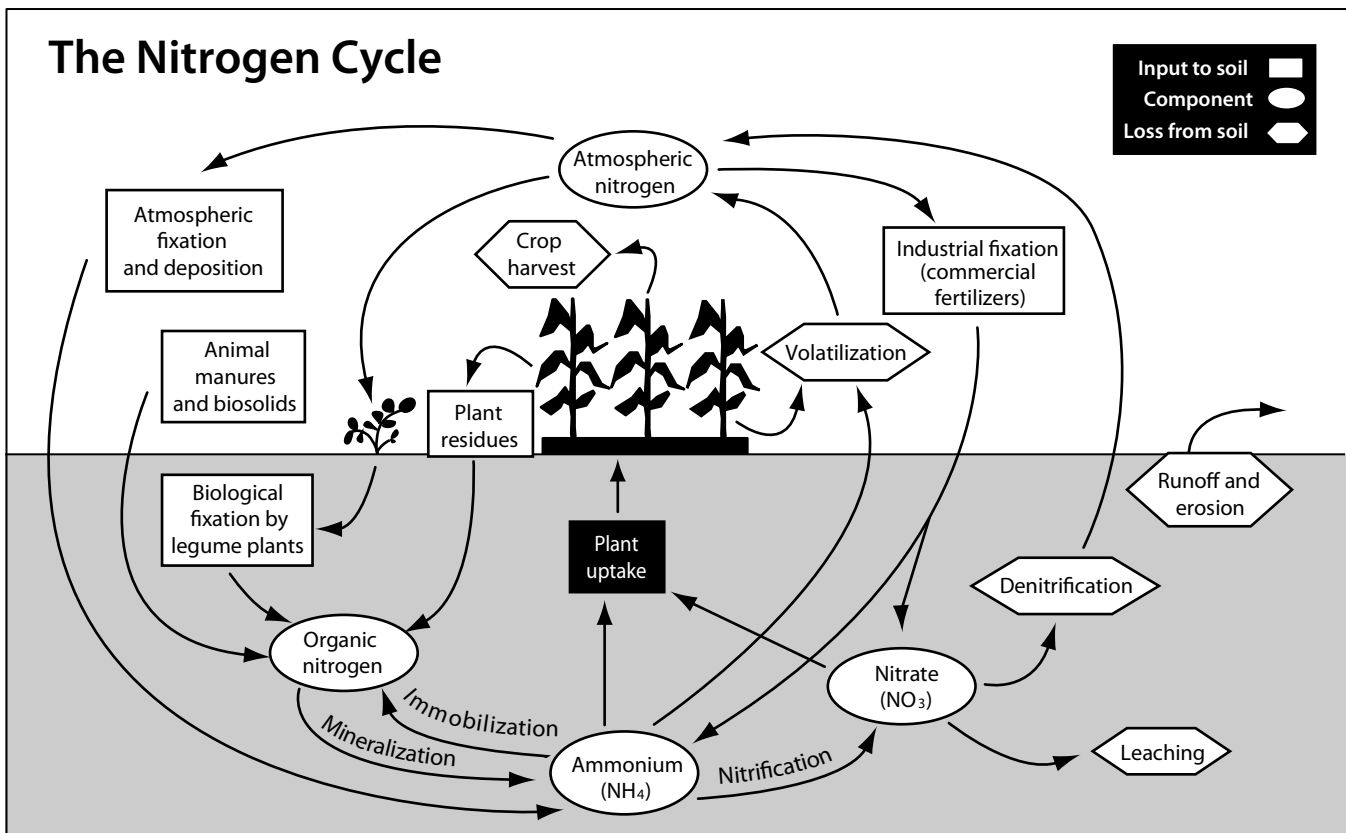 The Nitrogen Cycle
Input to soil
Component
Loss from soil
Atmospheric
nitrogen
Atmospheric
fixation
and deposition
Crop
harvest
Industrial fixation
(commercial
fertilizers)
Animal
manures
and biosolids
Volatilization
Plant
residues
Biological
fixation by
legume plants
Runoff and
erosion
Plant
uptake
Denitrification
Organic
nitrogen
Nitrate
(NO₃)
Immobilization
Mineralization
Ammonium
(NH₄)
Nitrification
Leaching